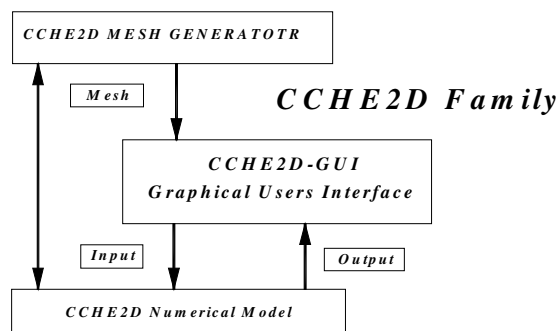 CCHE2D MESH GENERATOTR
Mesh
CCHE2D Family
CCHE2D-GUI
Graphical Users Interface
Input
Output
CCHE2D Numerical Model